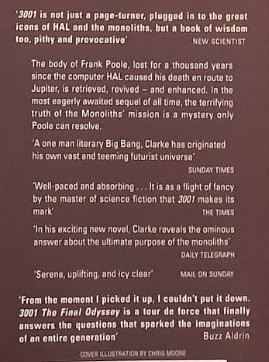 '3001 is not just a page-turner, plugged in to the great
icons of HAL and the monoliths, but a book of wisdom
too, pithy and provocative' NEW SCIENTIST
The body of Frank Poole, lost for a thousand years
since the computer HAL caused his death en route to
Jupiter, is retrieved, revived – and enhanced. In the
most eagerly awaited sequel of all time, the terrifying
truth of the Monoliths' mission is a mystery only
Poole can resolve.
'A one man literary Big Bang, Clarke has originated
his own vast and teeming futurist universe'
SUNDAY TIMES
'Well-paced and absorbing . . . It is as a flight of fancy
by the master of science fiction that 3001 makes its
mark' THE TIMES
'In his exciting new novel, Clarke reveals the ominous
answer about the ultimate purpose of the monoliths'
DAILY TELEGRAPH
'Serene, uplifting, and icy clear' MAIL ON SUNDAY
'From the moment I picked it up, I couldn't put it down.
3001 The Final Odyssey is a tour de force that finally
answers the questions that sparked the imaginations
of an entire generation' Buzz Aldrin
COVER ILLUSTRATION BY CHRIS MOORE